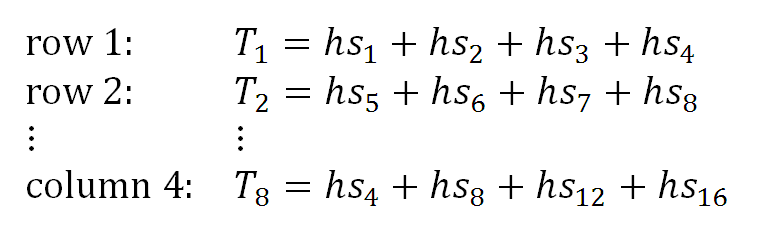 row 1: T₁ = hs₁ + hs₂ + hs₃ + hs₄
row 2: T₂ = hs₅ + hs₆ + hs₇ + hs₈
⋮ ⋮
column 4: T₈ = hs₄ + hs₈ + hs₁₂ + hs₁₆